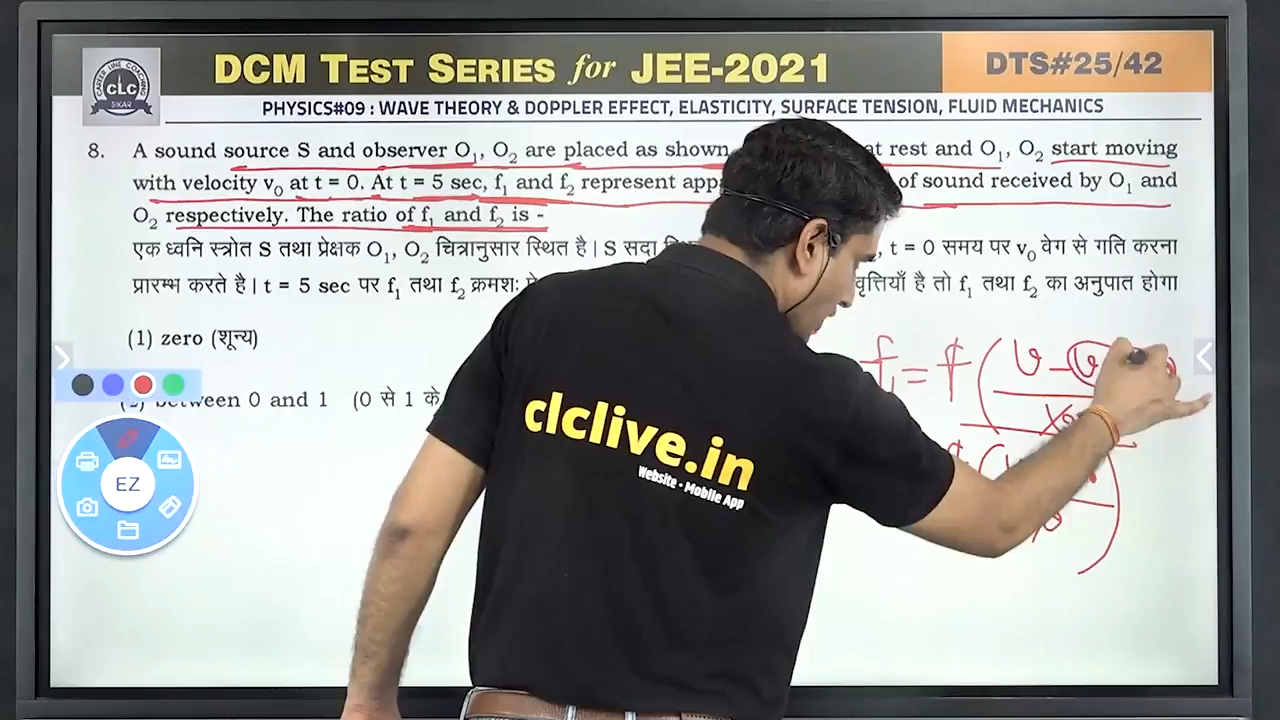 CAREER LINE COACHING
CLC
SIKAR
DCM TEST SERIES for JEE-2021
DTS#25/42
PHYSICS#09 : WAVE THEORY & DOPPLER EFFECT, ELASTICITY, SURFACE TENSION, FLUID MECHANICS
8. A sound source S and observer O₁, O₂ are placed as shown at rest and O₁, O₂ start moving
with velocity v₀ at t = 0. At t = 5 sec, f₁ and f₂ represent of sound received by O₁ and
O₂ respectively. The ratio of f₁ and f₂ is -
एक ध्वनि स्त्रोत S तथा प्रेक्षक O₁, O₂ चित्रानुसार स्थित है। S सदा t = 0 समय पर v₀ वेग से गति करना
प्रारम्भ करते है। t = 5 sec पर f₁ तथा f₂ क्रमशः है तो f₁ तथा f₂ का अनुपात होगा
(1) zero (शून्य)
between 0 and 1 (0 से 1 के
f₁ = f (v -
EZ
clclive.in
Website - Mobile App